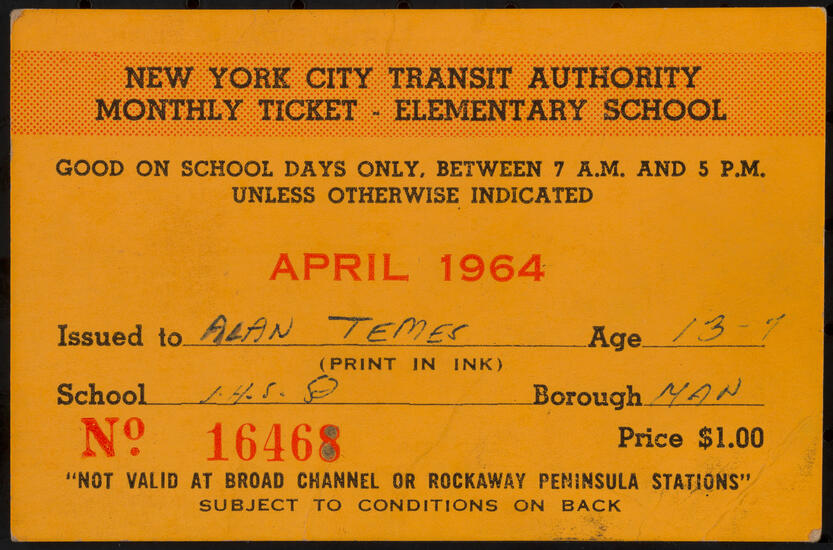 NEW YORK CITY TRANSIT AUTHORITY
MONTHLY TICKET - ELEMENTARY SCHOOL
GOOD ON SCHOOL DAYS ONLY, BETWEEN 7 A.M. AND 5 P.M.
UNLESS OTHERWISE INDICATED
APRIL 1964
Issued to ALAN TEMES Age 13-7
(PRINT IN INK)
School J.H.S. Borough MAN
Nº 16468 Price $1.00
"NOT VALID AT BROAD CHANNEL OR ROCKAWAY PENINSULA STATIONS"
SUBJECT TO CONDITIONS ON BACK